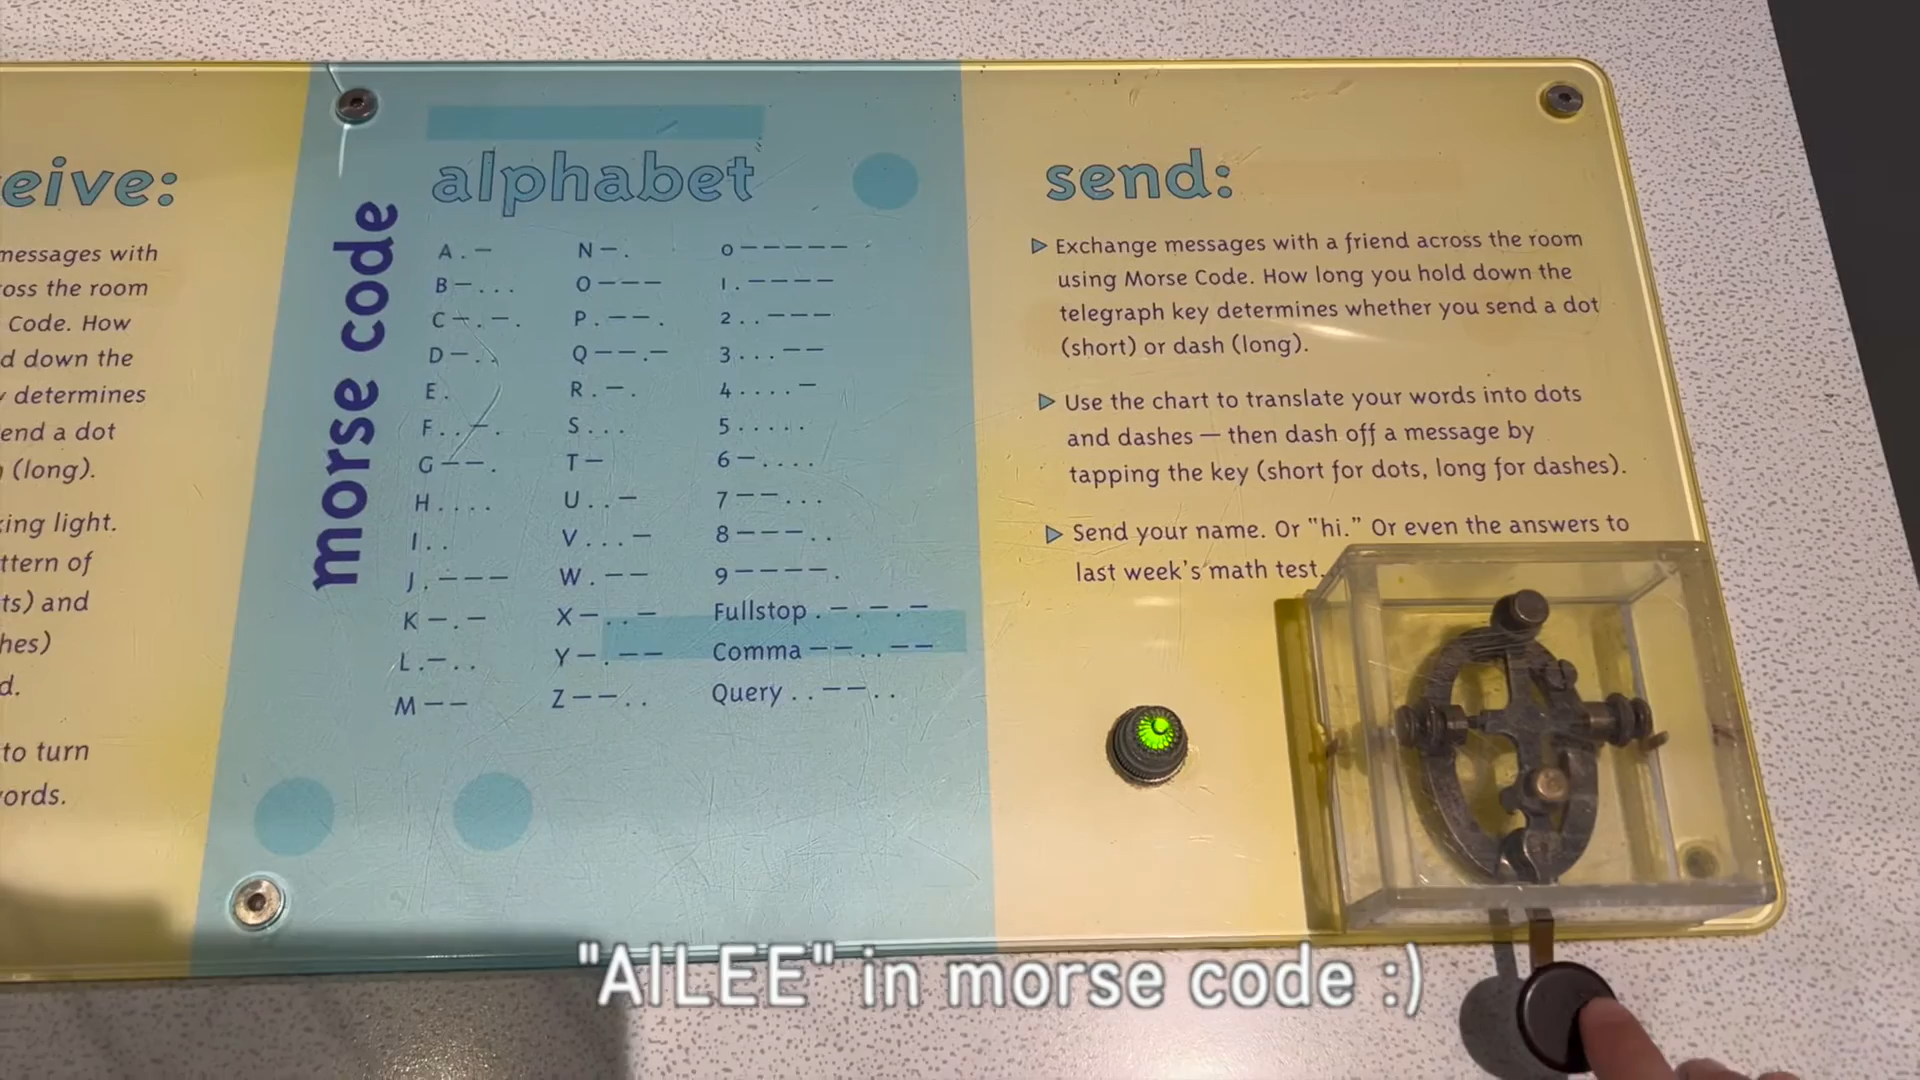 eive:
messages with
oss the room
Code. How
d down the
determines
end a dot
(long).
ing light.
ttern of
ts) and
hes)
d.
to turn
ords.
morse code
alphabet
A . —
B — . . .
C — . — .
D — . .
E .
F . . — .
G — — .
H . . . .
I . .
J . — — —
K — . —
L . — . .
M — —
N — .
O — — —
P . — — .
Q — — . —
R . — .
S . . .
T —
U . . —
V . . . —
W . — —
X — . . —
Y — . — —
Z — — . .
0 — — — — —
1 . — — — —
2 . . — — —
3 . . . — —
4 . . . . —
5 . . . . .
6 — . . . .
7 — — . . .
8 — — — . .
9 — — — — .
Fullstop . — . — . —
Comma — — . . — —
Query . . — — . .
send:
Exchange messages with a friend across the room
using Morse Code. How long you hold down the
telegraph key determines whether you send a dot
(short) or dash (long).
Use the chart to translate your words into dots
and dashes — then dash off a message by
tapping the key (short for dots, long for dashes).
Send your name. Or "hi." Or even the answers to
last week's math test.
"AILEE" in morse code :)